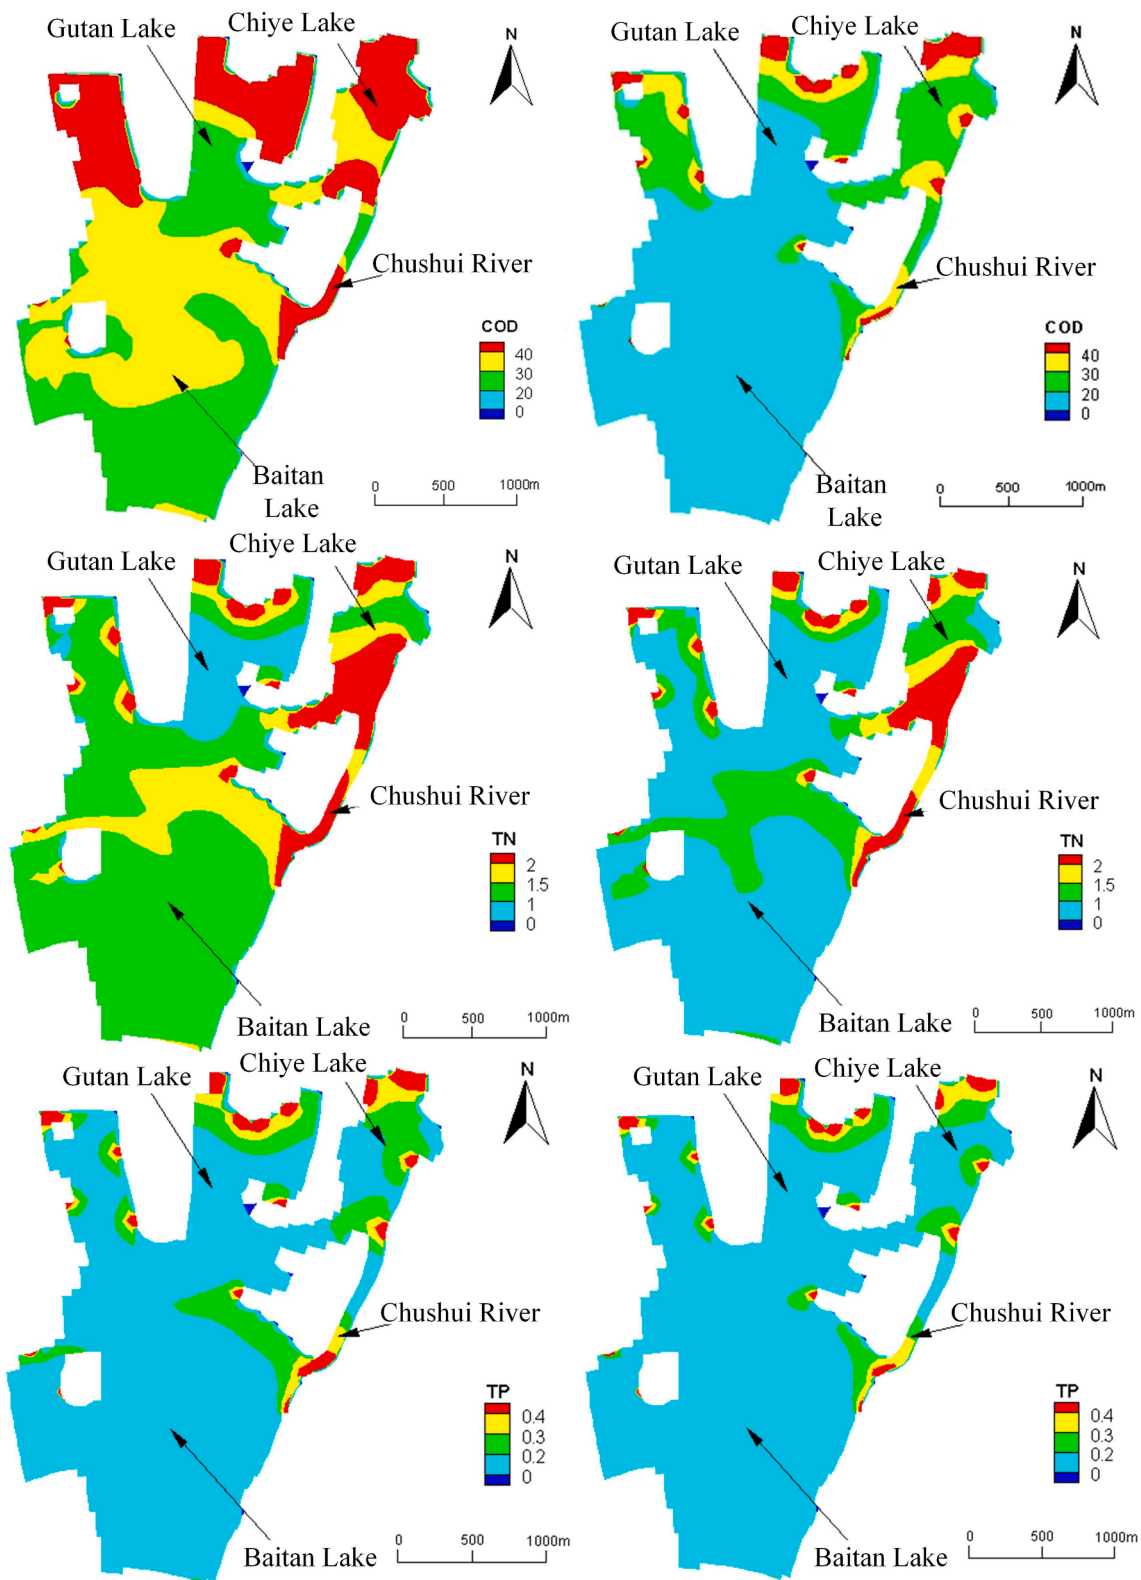 Gutan Lake
Chiye Lake
N
Chushui River
COD
40
30
20
0
Baitan
Lake
0 500 1000m
Gutan Lake
Chiye Lake
N
Chushui River
COD
40
30
20
0
Baitan
Lake
0 500 1000m
Gutan Lake
Chiye Lake
N
Chushui River
TN
2
1.5
1
0
Baitan Lake
0 500 1000m
Gutan Lake
Chiye Lake
N
Chushui River
TN
2
1.5
1
0
Baitan Lake
0 500 1000m
Gutan Lake
Chiye Lake
N
Chushui River
TP
0.4
0.3
0.2
0
Baitan Lake
0 500 1000m
Gutan Lake
Chiye Lake
N
Chushui River
TP
0.4
0.3
0.2
0
Baitan Lake
0 500 1000m